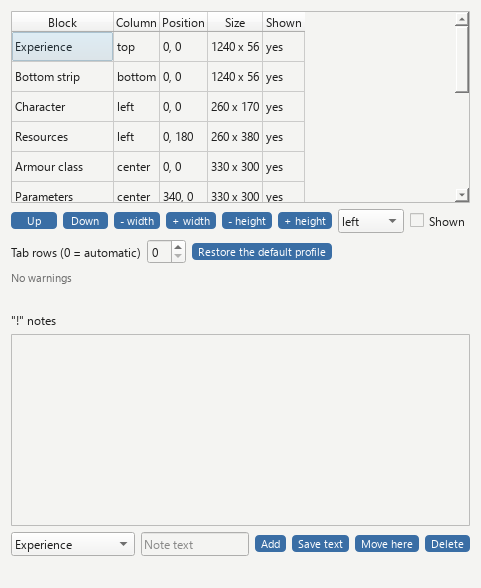 Block Column Position Size Shown
Experience top 0, 0 1240 x 56 yes
Bottom strip bottom 0, 0 1240 x 56 yes
Character left 0, 0 260 x 170 yes
Resources left 0, 180 260 x 380 yes
Armour class center 0, 0 330 x 300 yes
Parameters center 340, 0 330 x 300 yes
Up Down - width + width - height + height left Shown
Tab rows (0 = automatic) 0 Restore the default profile
No warnings
"!" notes
Experience Note text Add Save text Move here Delete